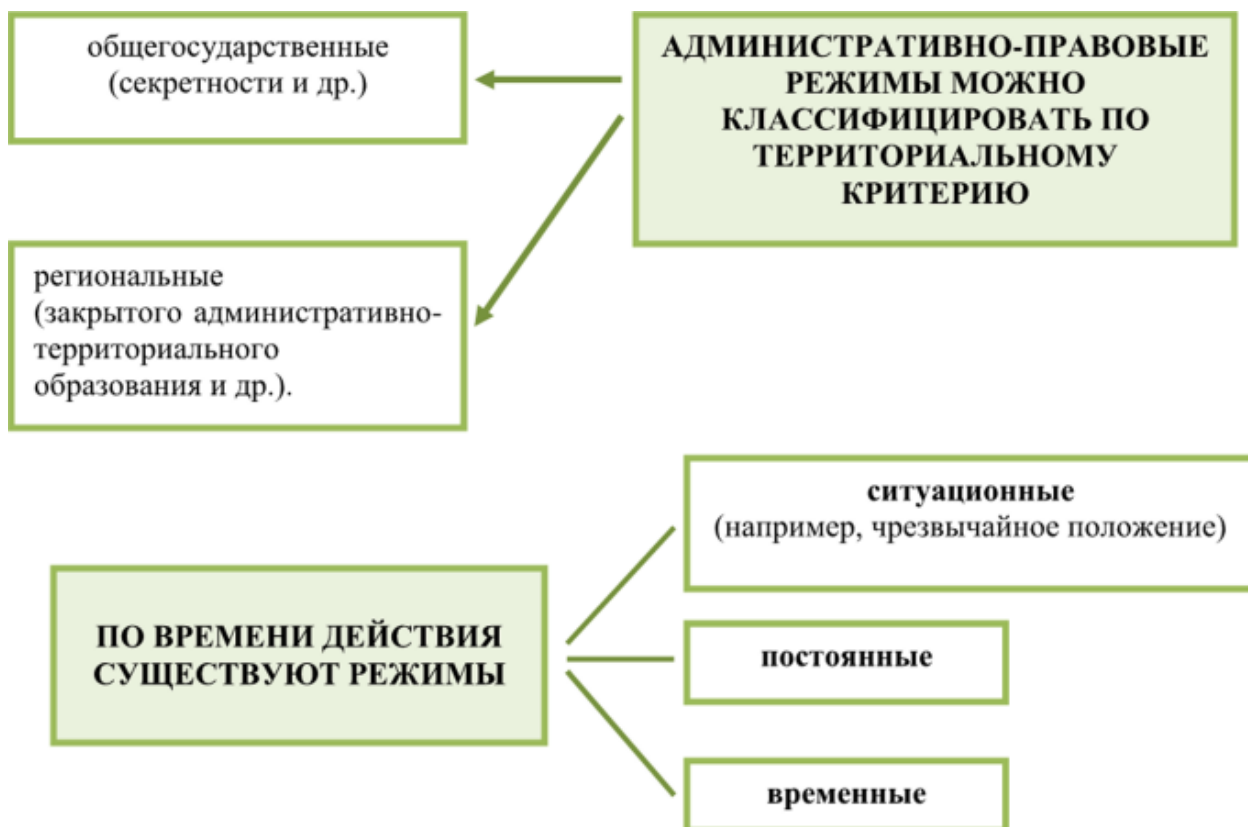 общегосударственные
(секретности и др.)
АДМИНИСТРАТИВНО-ПРАВОВЫЕ
РЕЖИМЫ МОЖНО
КЛАССИФИЦИРОВАТЬ ПО
ТЕРРИТОРИАЛЬНОМУ
КРИТЕРИЮ
региональные
(закрытого административно-
территориального
образования и др.).
ситуационные
(например, чрезвычайное положение)
ПО ВРЕМЕНИ ДЕЙСТВИЯ
СУЩЕСТВУЮТ РЕЖИМЫ
постоянные
временные